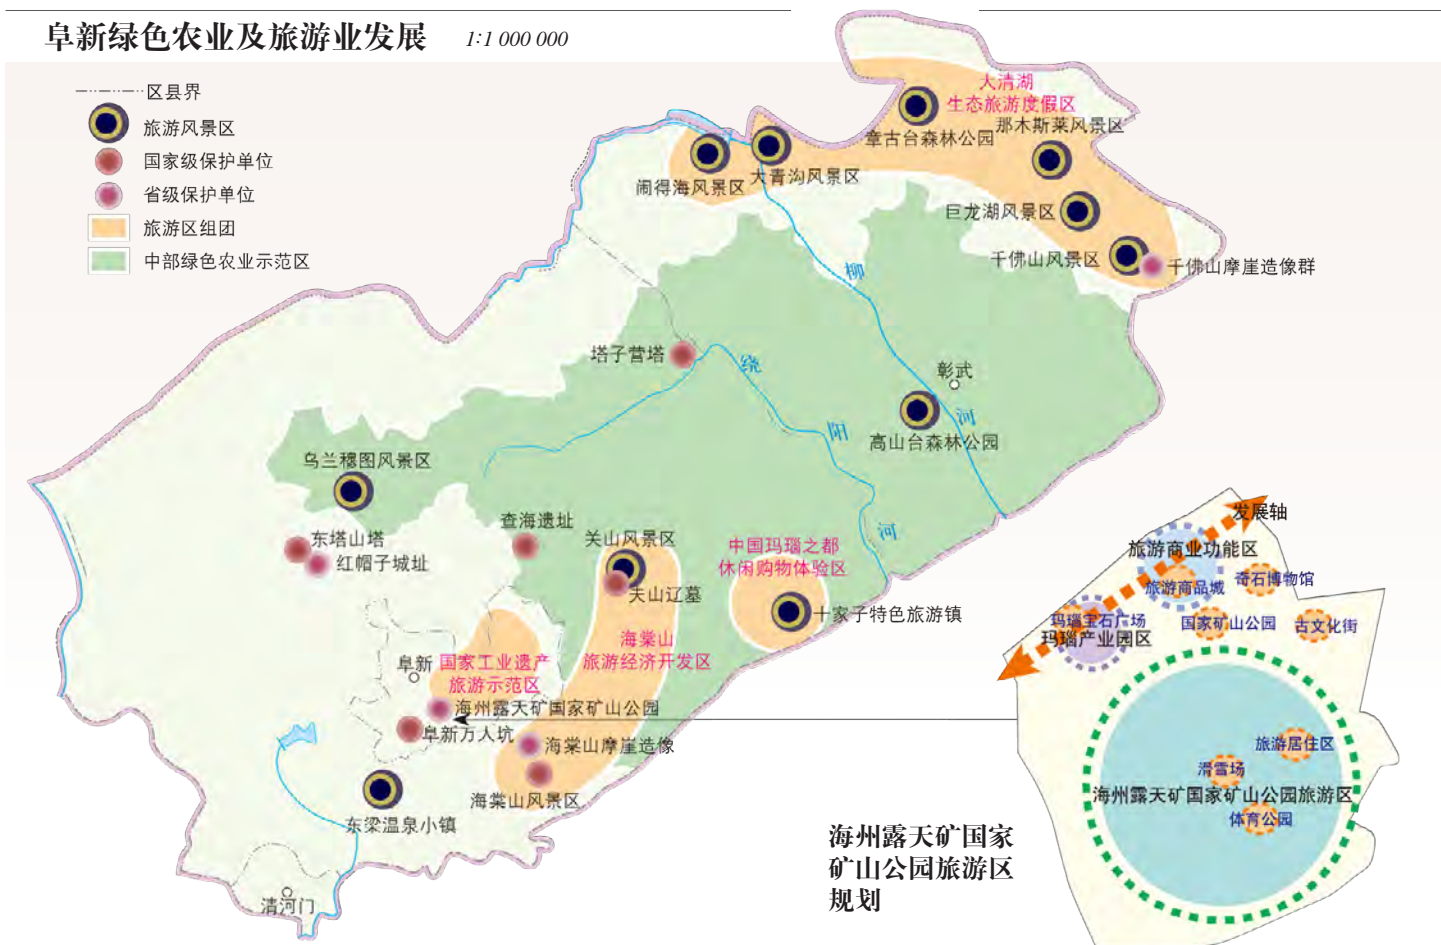 阜新绿色农业及旅游业发展 1:1 000 000
区县界
旅游风景区
国家级保护单位
省级保护单位
旅游区组团
中部绿色农业示范区
大清湖
生态旅游度假区
章古台森林公园
那木斯莱风景区
闹得海风景区
大青沟风景区
巨龙湖风景区
千佛山风景区
千佛山摩崖造像群
柳
河
塔子营塔
绕
阳
河
彰武
高山台森林公园
乌兰穆图风景区
东塔山塔
红帽子城址
查海遗址
关山风景区
关山辽墓
中国玛瑙之都
休闲购物体验区
十家子特色旅游镇
海棠山
旅游经济开发区
阜新
国家工业遗产
旅游示范区
海州露天矿国家矿山公园
阜新万人坑
海棠山摩崖造像
海棠山风景区
东梁温泉小镇
清河门
发展轴
旅游商业功能区
旅游商品城
奇石博物馆
玛瑙宝石广场
玛瑙产业园区
国家矿山公园
古文化街
旅游居住区
滑雪场
海州露天矿国家矿山公园旅游区
体育公园
海州露天矿国家
矿山公园旅游区
规划